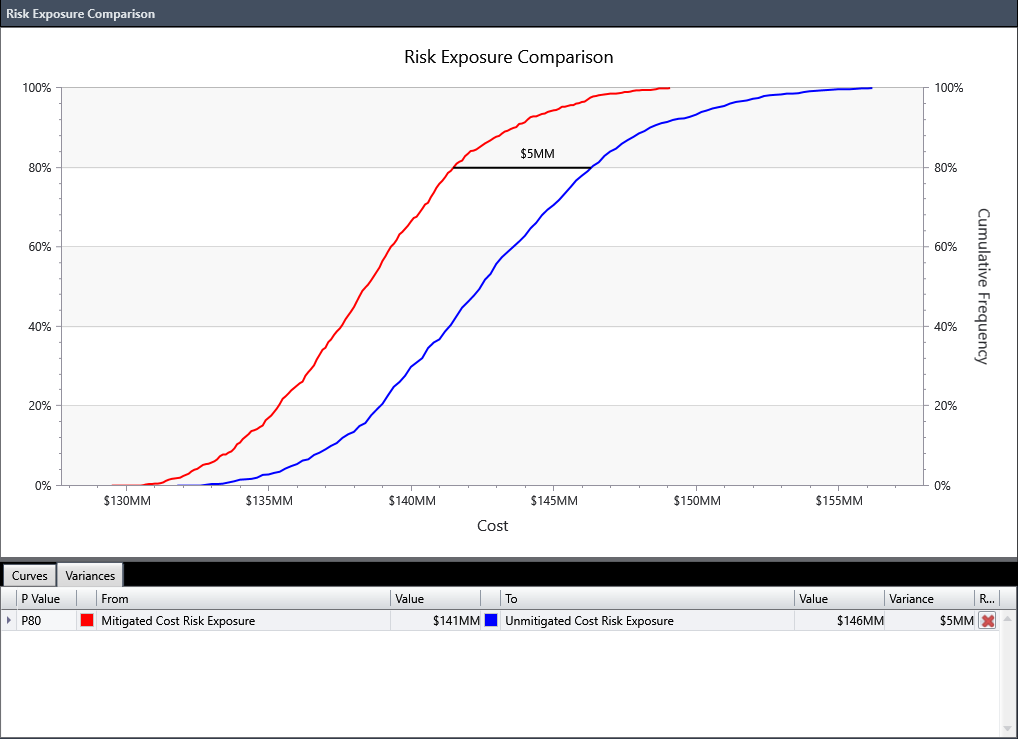 Risk Exposure Comparison
Risk Exposure Comparison
100% 100%
$5MM
80% 80%
60% 60%
Cumulative Frequency
40% 40%
20% 20%
0% 0%
$130MM $135MM $140MM $145MM $150MM $155MM
Cost
Curves Variances
P Value From Value To Value Variance R...
P80 Mitigated Cost Risk Exposure $141MM Unmitigated Cost Risk Exposure $146MM $5MM